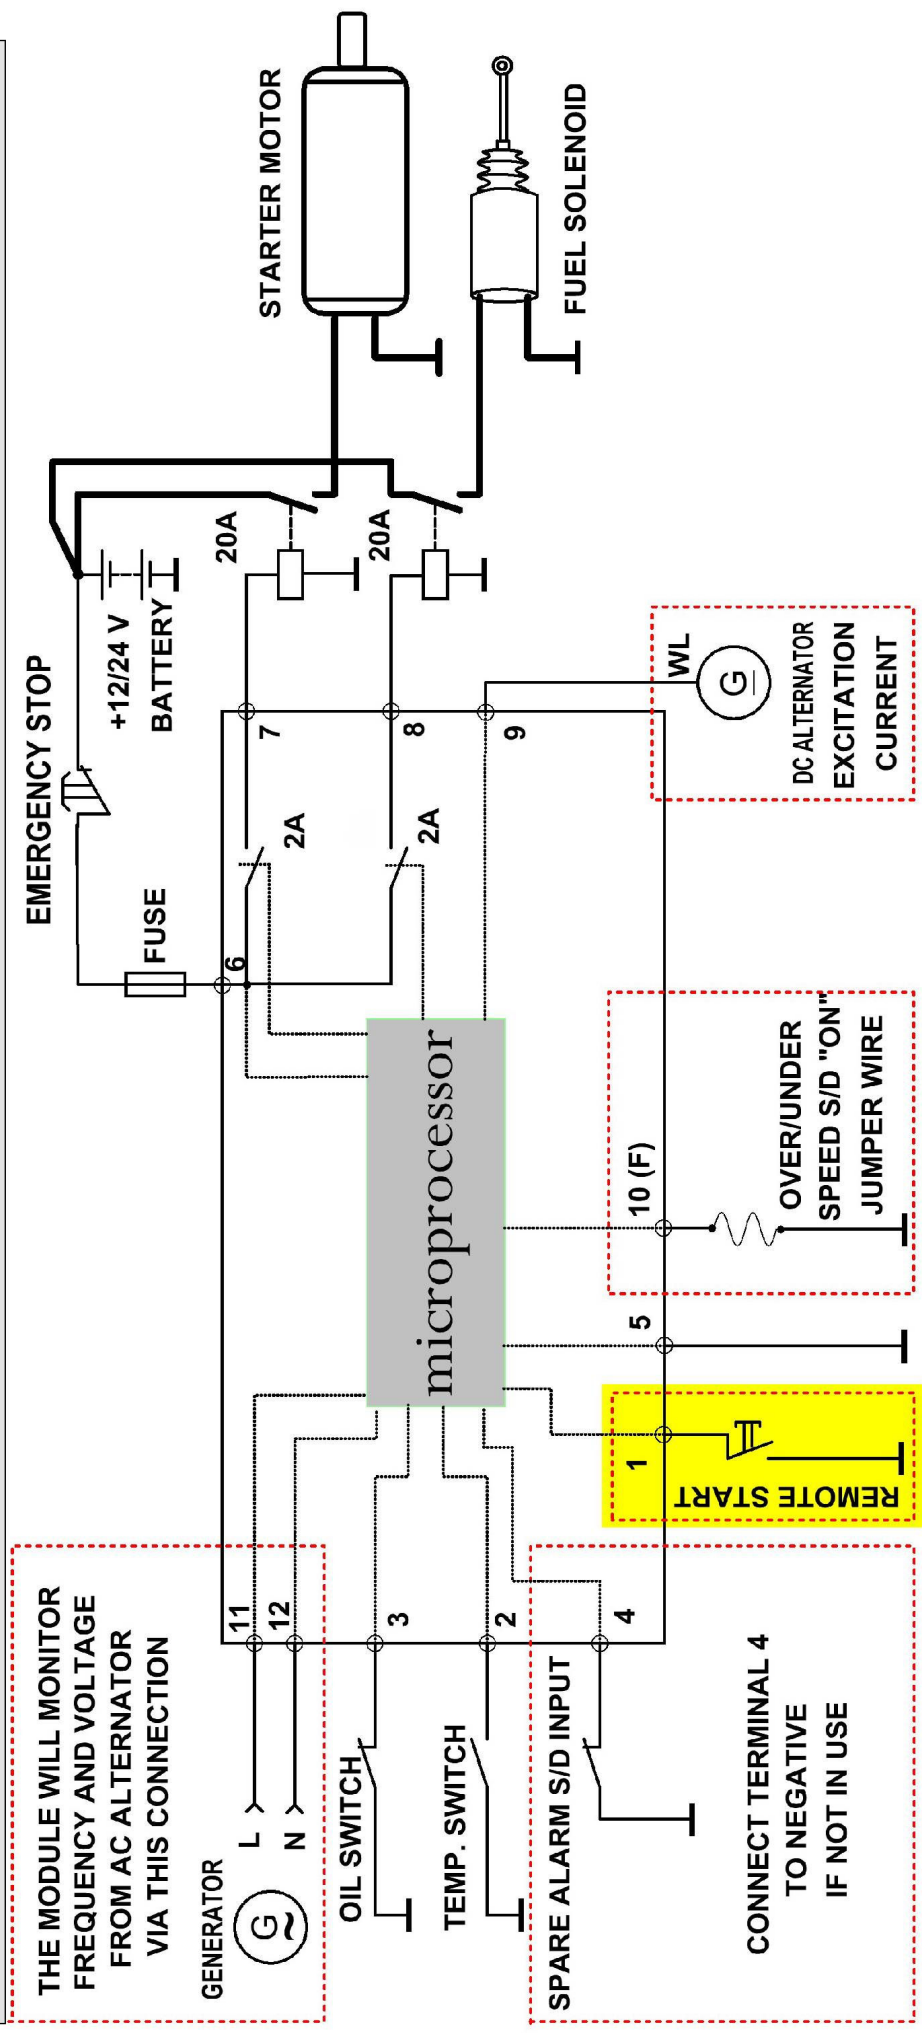 THE MODULE WILL MONITOR
FREQUENCY AND VOLTAGE
FROM AC ALTERNATOR
VIA THIS CONNECTION
GENERATOR
L
N
G
~
11
12
OIL SWITCH
3
TEMP. SWITCH
2
SPARE ALARM S/D INPUT
4
CONNECT TERMINAL 4
TO NEGATIVE
IF NOT IN USE
REMOTE START
1
5
10 (F)
OVER/UNDER
SPEED S/D "ON"
JUMPER WIRE
microprocessor
EMERGENCY STOP
FUSE
6
2A
2A
7
8
9
+12/24 V
BATTERY
20A
20A
WL
G
DC ALTERNATOR
EXCITATION
CURRENT
STARTER MOTOR
FUEL SOLENOID